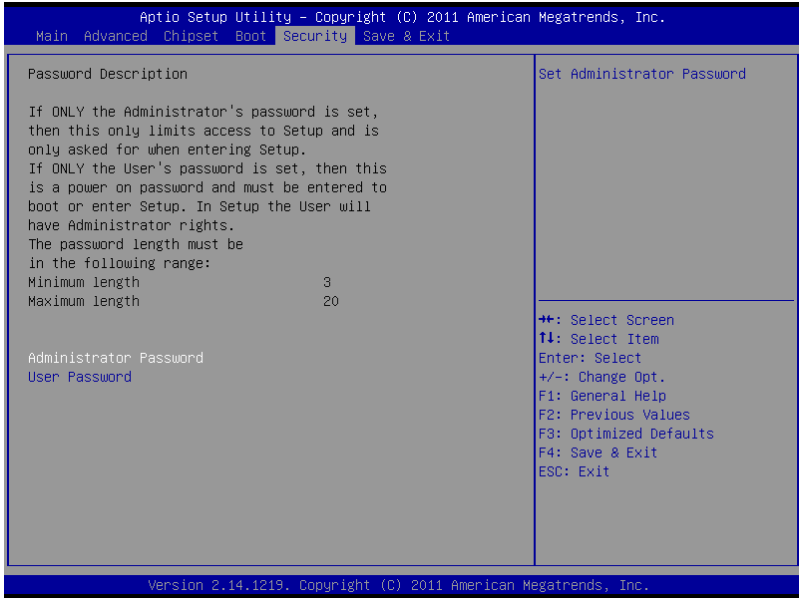 Aptio Setup Utility – Copyright (C) 2011 American Megatrends, Inc.
Main Advanced Chipset Boot Security Save & Exit
Password Description
If ONLY the Administrator's password is set,
then this only limits access to Setup and is
only asked for when entering Setup.
If ONLY the User's password is set, then this
is a power on password and must be entered to
boot or enter Setup. In Setup the User will
have Administrator rights.
The password length must be
in the following range:
Minimum length 3
Maximum length 20
Administrator Password
User Password
Set Administrator Password
→←: Select Screen
↑↓: Select Item
Enter: Select
+/-: Change Opt.
F1: General Help
F2: Previous Values
F3: Optimized Defaults
F4: Save & Exit
ESC: Exit
Version 2.14.1219. Copyright (C) 2011 American Megatrends, Inc.